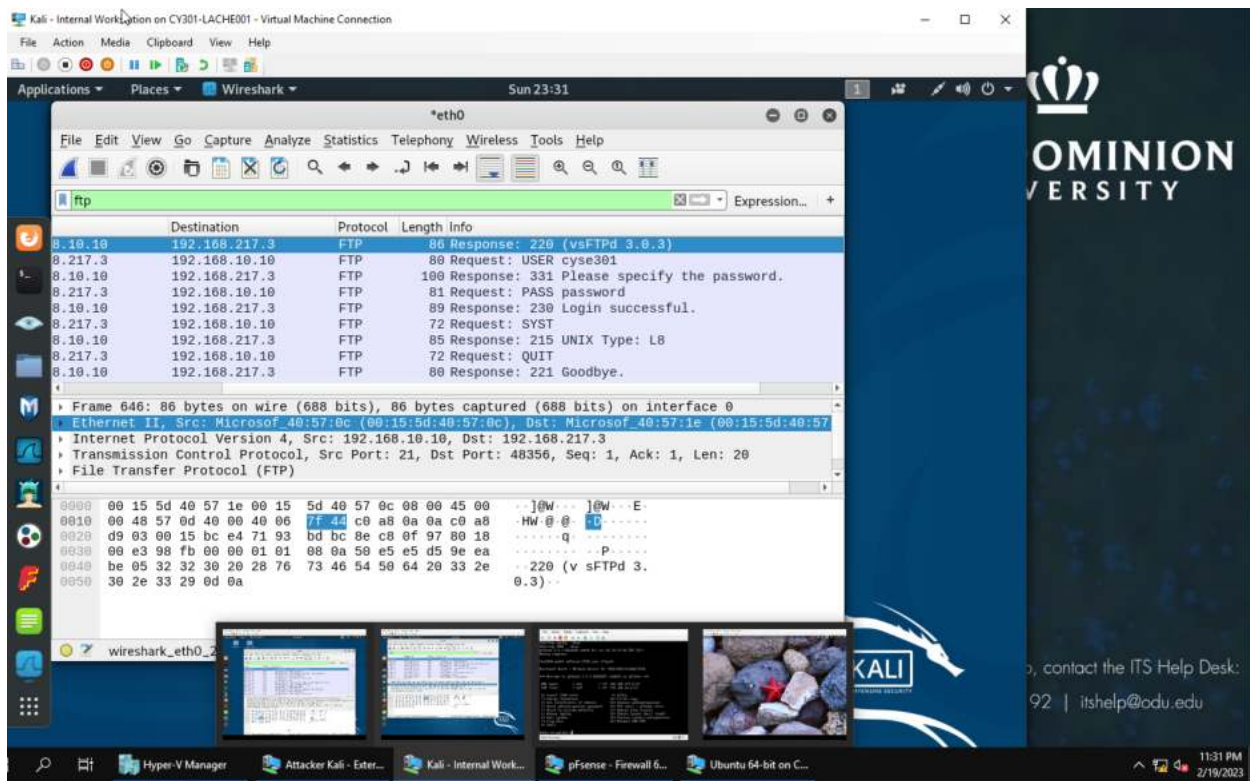 Kali - Internal Workstation on CY301-LACHE001 - Virtual Machine Connection
File Action Media Clipboard View Help
Applications Places Wireshark Sun 23:31 1
*eth0
File Edit View Go Capture Analyze Statistics Telephony Wireless Tools Help
ftp Expression... +
Destination Protocol Length Info
8.10.10 192.168.217.3 FTP 86 Response: 220 (vsFTPd 3.0.3)
8.217.3 192.168.10.10 FTP 80 Request: USER cyse301
8.10.10 192.168.217.3 FTP 100 Response: 331 Please specify the password.
8.217.3 192.168.10.10 FTP 81 Request: PASS password
8.10.10 192.168.217.3 FTP 89 Response: 230 Login successful.
8.217.3 192.168.10.10 FTP 72 Request: SYST
8.10.10 192.168.217.3 FTP 85 Response: 215 UNIX Type: L8
8.217.3 192.168.10.10 FTP 72 Request: QUIT
8.10.10 192.168.217.3 FTP 80 Response: 221 Goodbye.
Frame 646: 86 bytes on wire (688 bits), 86 bytes captured (688 bits) on interface 0
Ethernet II, Src: Microsof_40:57:0c (00:15:5d:40:57:0c), Dst: Microsof_40:57:1e (00:15:5d:40:57
Internet Protocol Version 4, Src: 192.168.10.10, Dst: 192.168.217.3
Transmission Control Protocol, Src Port: 21, Dst Port: 48356, Seq: 1, Ack: 1, Len: 20
File Transfer Protocol (FTP)
0000 00 15 5d 40 57 1e 00 15 5d 40 57 0c 08 00 45 00 ··]@W··· ]@W···E·
0010 00 48 57 0d 40 00 40 06 7f 44 c0 a8 0a 0a c0 a8 ·HW·@·@· ·D······
0020 d9 03 00 15 bc e4 71 93 bd bc 8e c8 0f 97 80 18 ······q· ········
0030 00 e3 98 fb 00 00 01 01 08 0a 50 e5 e5 d5 9e ea ········ ··P·····
0040 be 05 32 32 30 20 28 76 73 46 54 50 64 20 33 2e ··220 (v sFTPd 3.
0050 30 2e 33 29 0d 0a 0.3)··
wireshark_eth0_2
OMINION
VERSITY
KALI
, contact the ITS Help Desk:
92 | itshelp@odu.edu
Hyper-V Manager Attacker Kali - Exter... Kali - Internal Work... pFsense - Firewall 6... Ubuntu 64-bit on C...
11:31 PM
2/19/2023